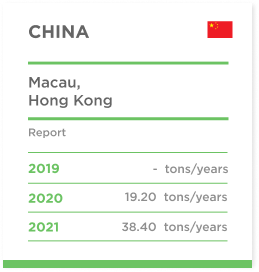 CHINA
Macau,
Hong Kong
Report
2019 - tons/years
2020 19.20 tons/years
2021 38.40 tons/years